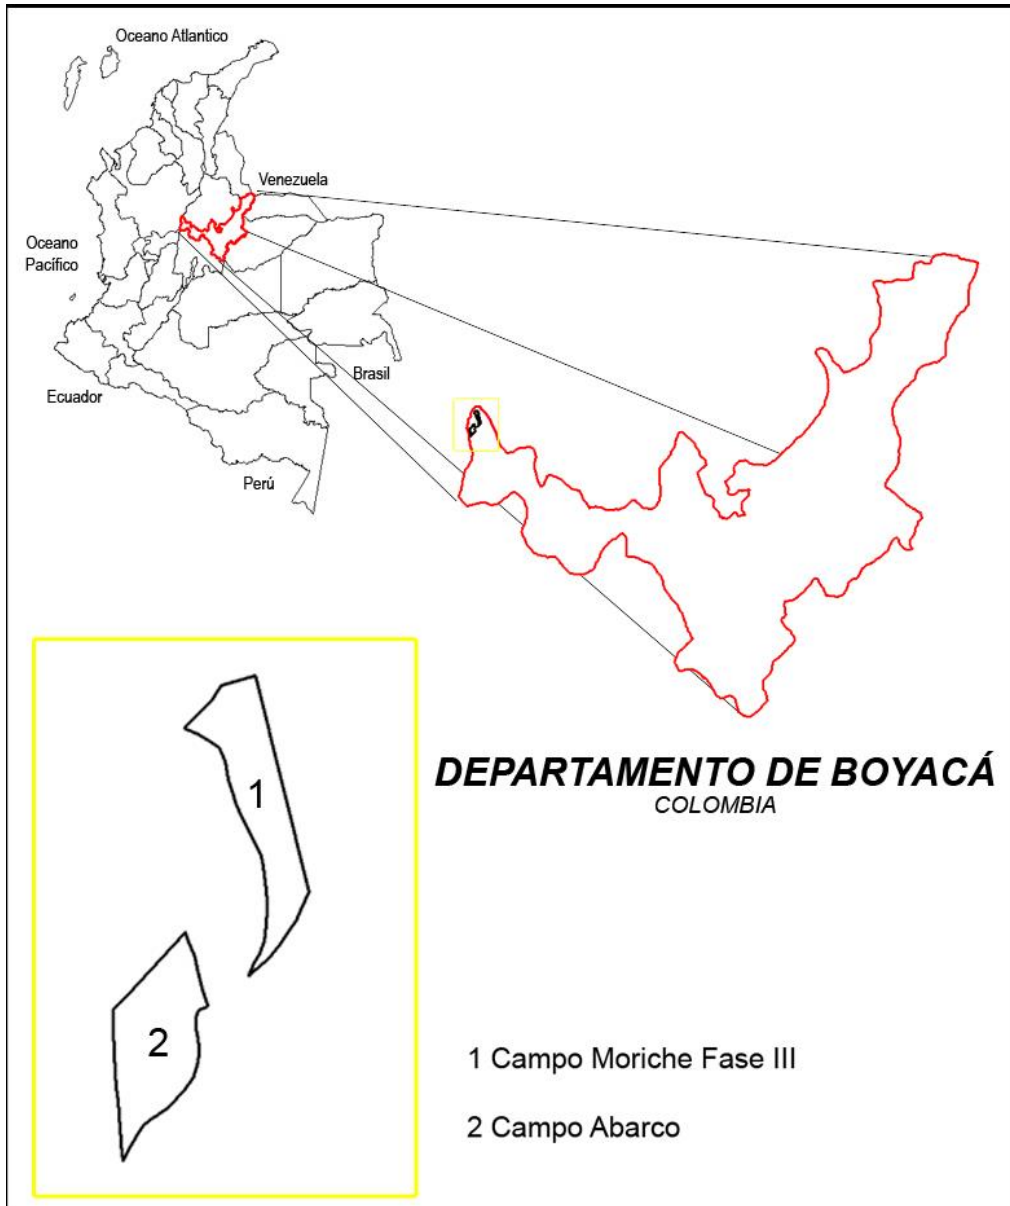 Oceano Atlantico
Venezuela
Oceano
Pacífico
Brasil
Ecuador
Perú
DEPARTAMENTO DE BOYACÁ
COLOMBIA
1
2
1 Campo Moriche Fase III
2 Campo Abarco